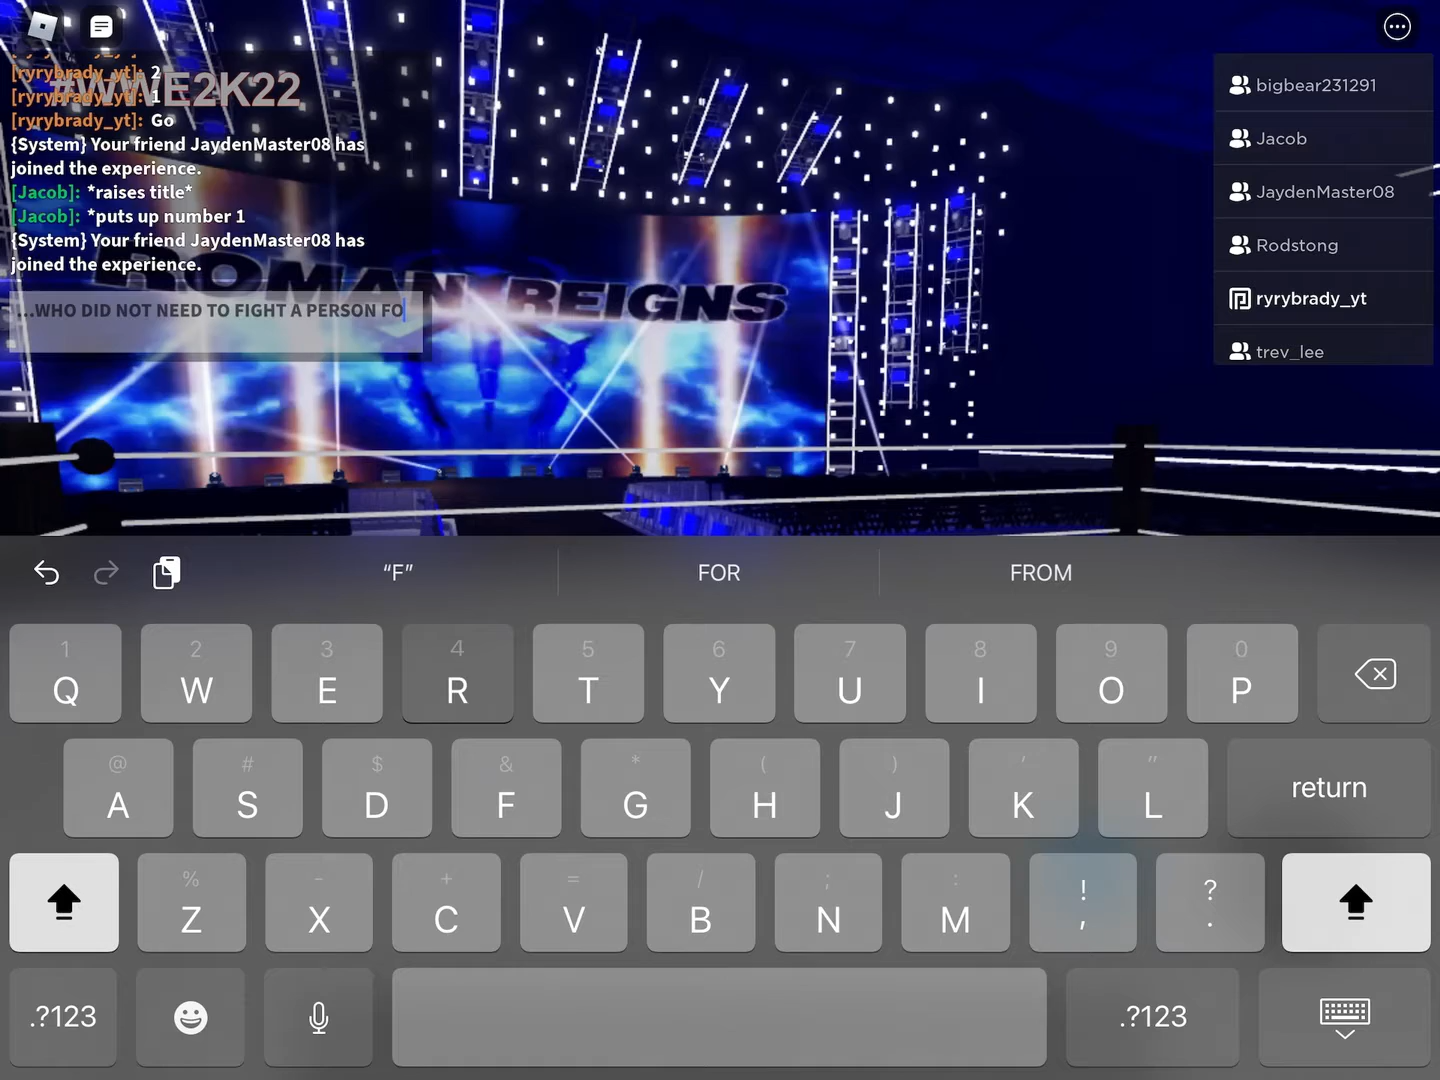 [ryrybrady_yt]: 2
#WWE2K22
[ryrybrady_yt]: 1
[ryrybrady_yt]: Go
{System} Your friend JaydenMaster08 has
joined the experience.
[Jacob]: *raises title*
[Jacob]: *puts up number 1
{System} Your friend JaydenMaster08 has
joined the experience.
ROMAN REIGNS
...WHO DID NOT NEED TO FIGHT A PERSON FO
bigbear231291
Jacob
JaydenMaster08
Rodstong
ryrybrady_yt
trev_lee
“F” FOR FROM
1 2 3 4 5 6 7 8 9 0
Q W E R T Y U I O P
@ # $ & * ( ) ' "
A S D F G H J K L return
% - + = / ; : ! ?
Z X C V B N M , .
.?123 .?123